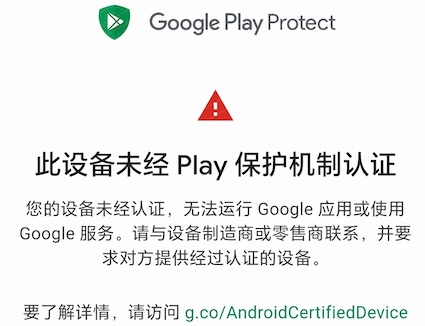 Google Play Protect
此设备未经 Play 保护机制认证
您的设备未经认证，无法运行 Google 应用或使用
Google 服务。请与设备制造商或零售商联系，并要
求对方提供经过认证的设备。
要了解详情，请访问 g.co/AndroidCertifiedDevice